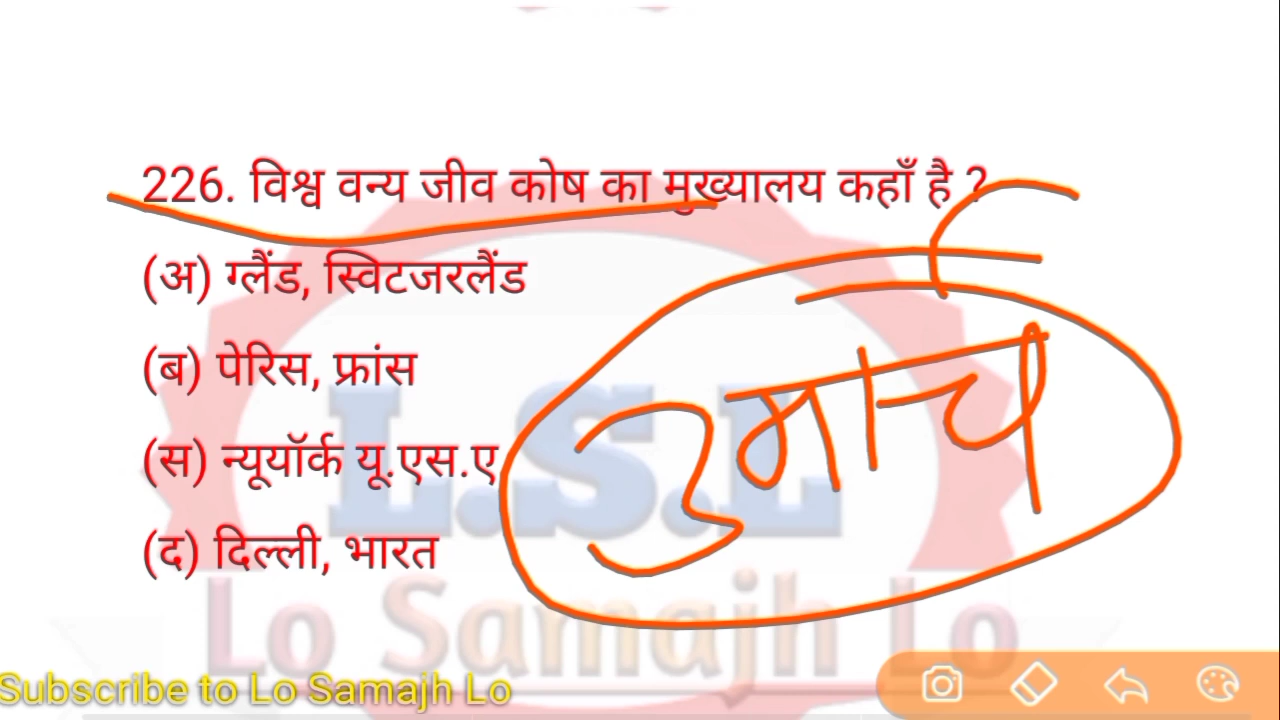 226. विश्व वन्य जीव कोष का मुख्यालय कहाँ है ?
(अ) ग्लैंड, स्विटजरलैंड
(ब) पेरिस, फ्रांस
(स) न्यूयॉर्क यू.एस.ए
(द) दिल्ली, भारत
3 मार्च
L.S.L
Lo Samajh Lo
Subscribe to Lo Samajh Lo